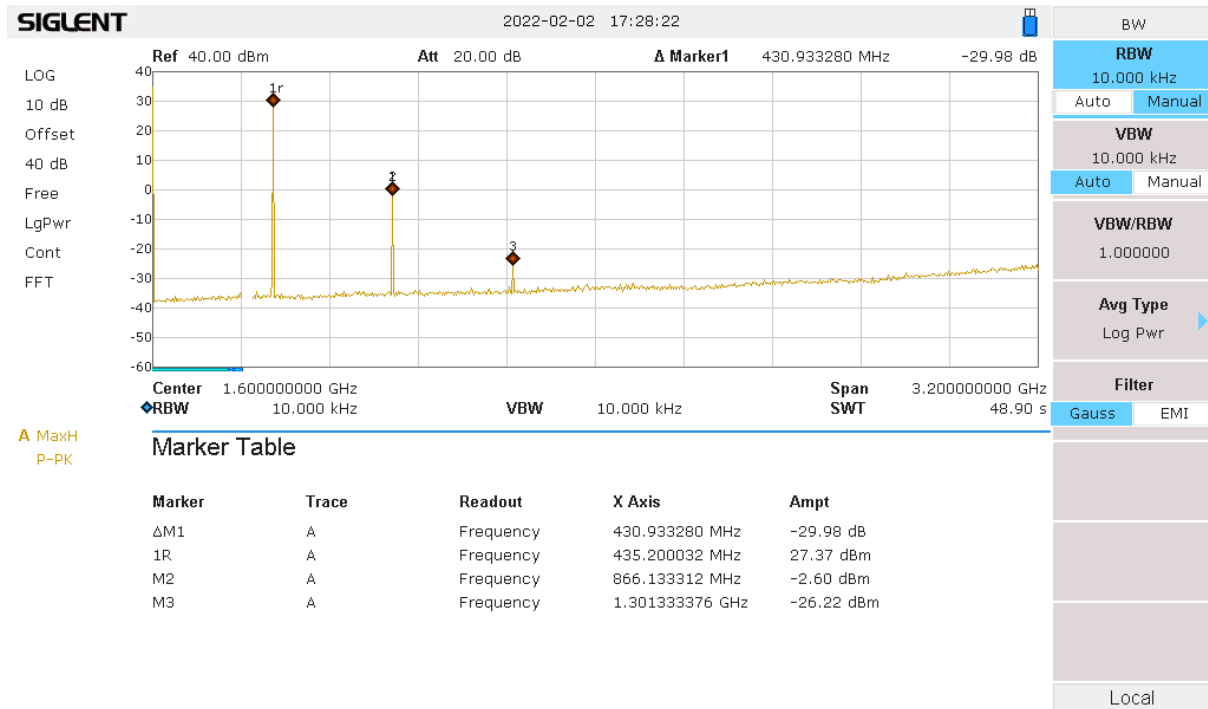 SIGLENT 2022-02-02 17:28:22 BW
Ref 40.00 dBm Att 20.00 dB Δ Marker1 430.933280 MHz -29.98 dB
LOG
10 dB
Offset
40 dB
Free
LgPwr
Cont
FFT
40
30
20
10
0
-10
-20
-30
-40
-50
-60
1r
2
3
Center 1.600000000 GHz Span 3.200000000 GHz
RBW 10.000 kHz VBW 10.000 kHz SWT 48.90 s
A MaxH
P-PK
Marker Table
Marker Trace Readout X Axis Ampt
ΔM1 A Frequency 430.933280 MHz -29.98 dB
1R A Frequency 435.200032 MHz 27.37 dBm
M2 A Frequency 866.133312 MHz -2.60 dBm
M3 A Frequency 1.301333376 GHz -26.22 dBm
RBW
10.000 kHz
Auto Manual
VBW
10.000 kHz
Auto Manual
VBW/RBW
1.000000
Avg Type
Log Pwr
Filter
Gauss EMI
Local